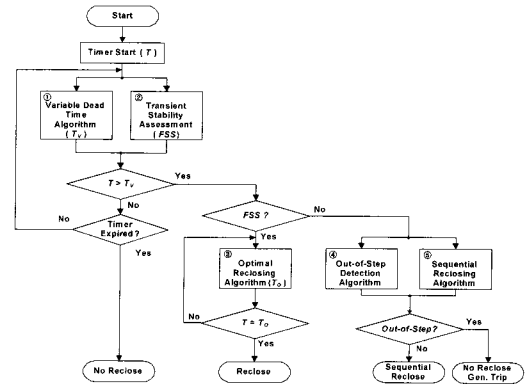 Start
Timer Start ( T )
①
Variable Dead
Time
Algorithm
( Tv )
②
Transient
Stability
Assessment
( FSS )
T > Tv
Yes
No
FSS ?
No
Yes
No
Timer
Expired ?
Yes
③
Optimal
Reclosing
Algorithm ( To )
④
Out-of-Step
Detection
Algorithm
⑤
Sequential
Reclosing
Algorithm
No
T = To
Yes
Out-of-Step?
Yes
No
No Reclose
Reclose
Sequential
Reclose
No Reclose
Gen. Trip